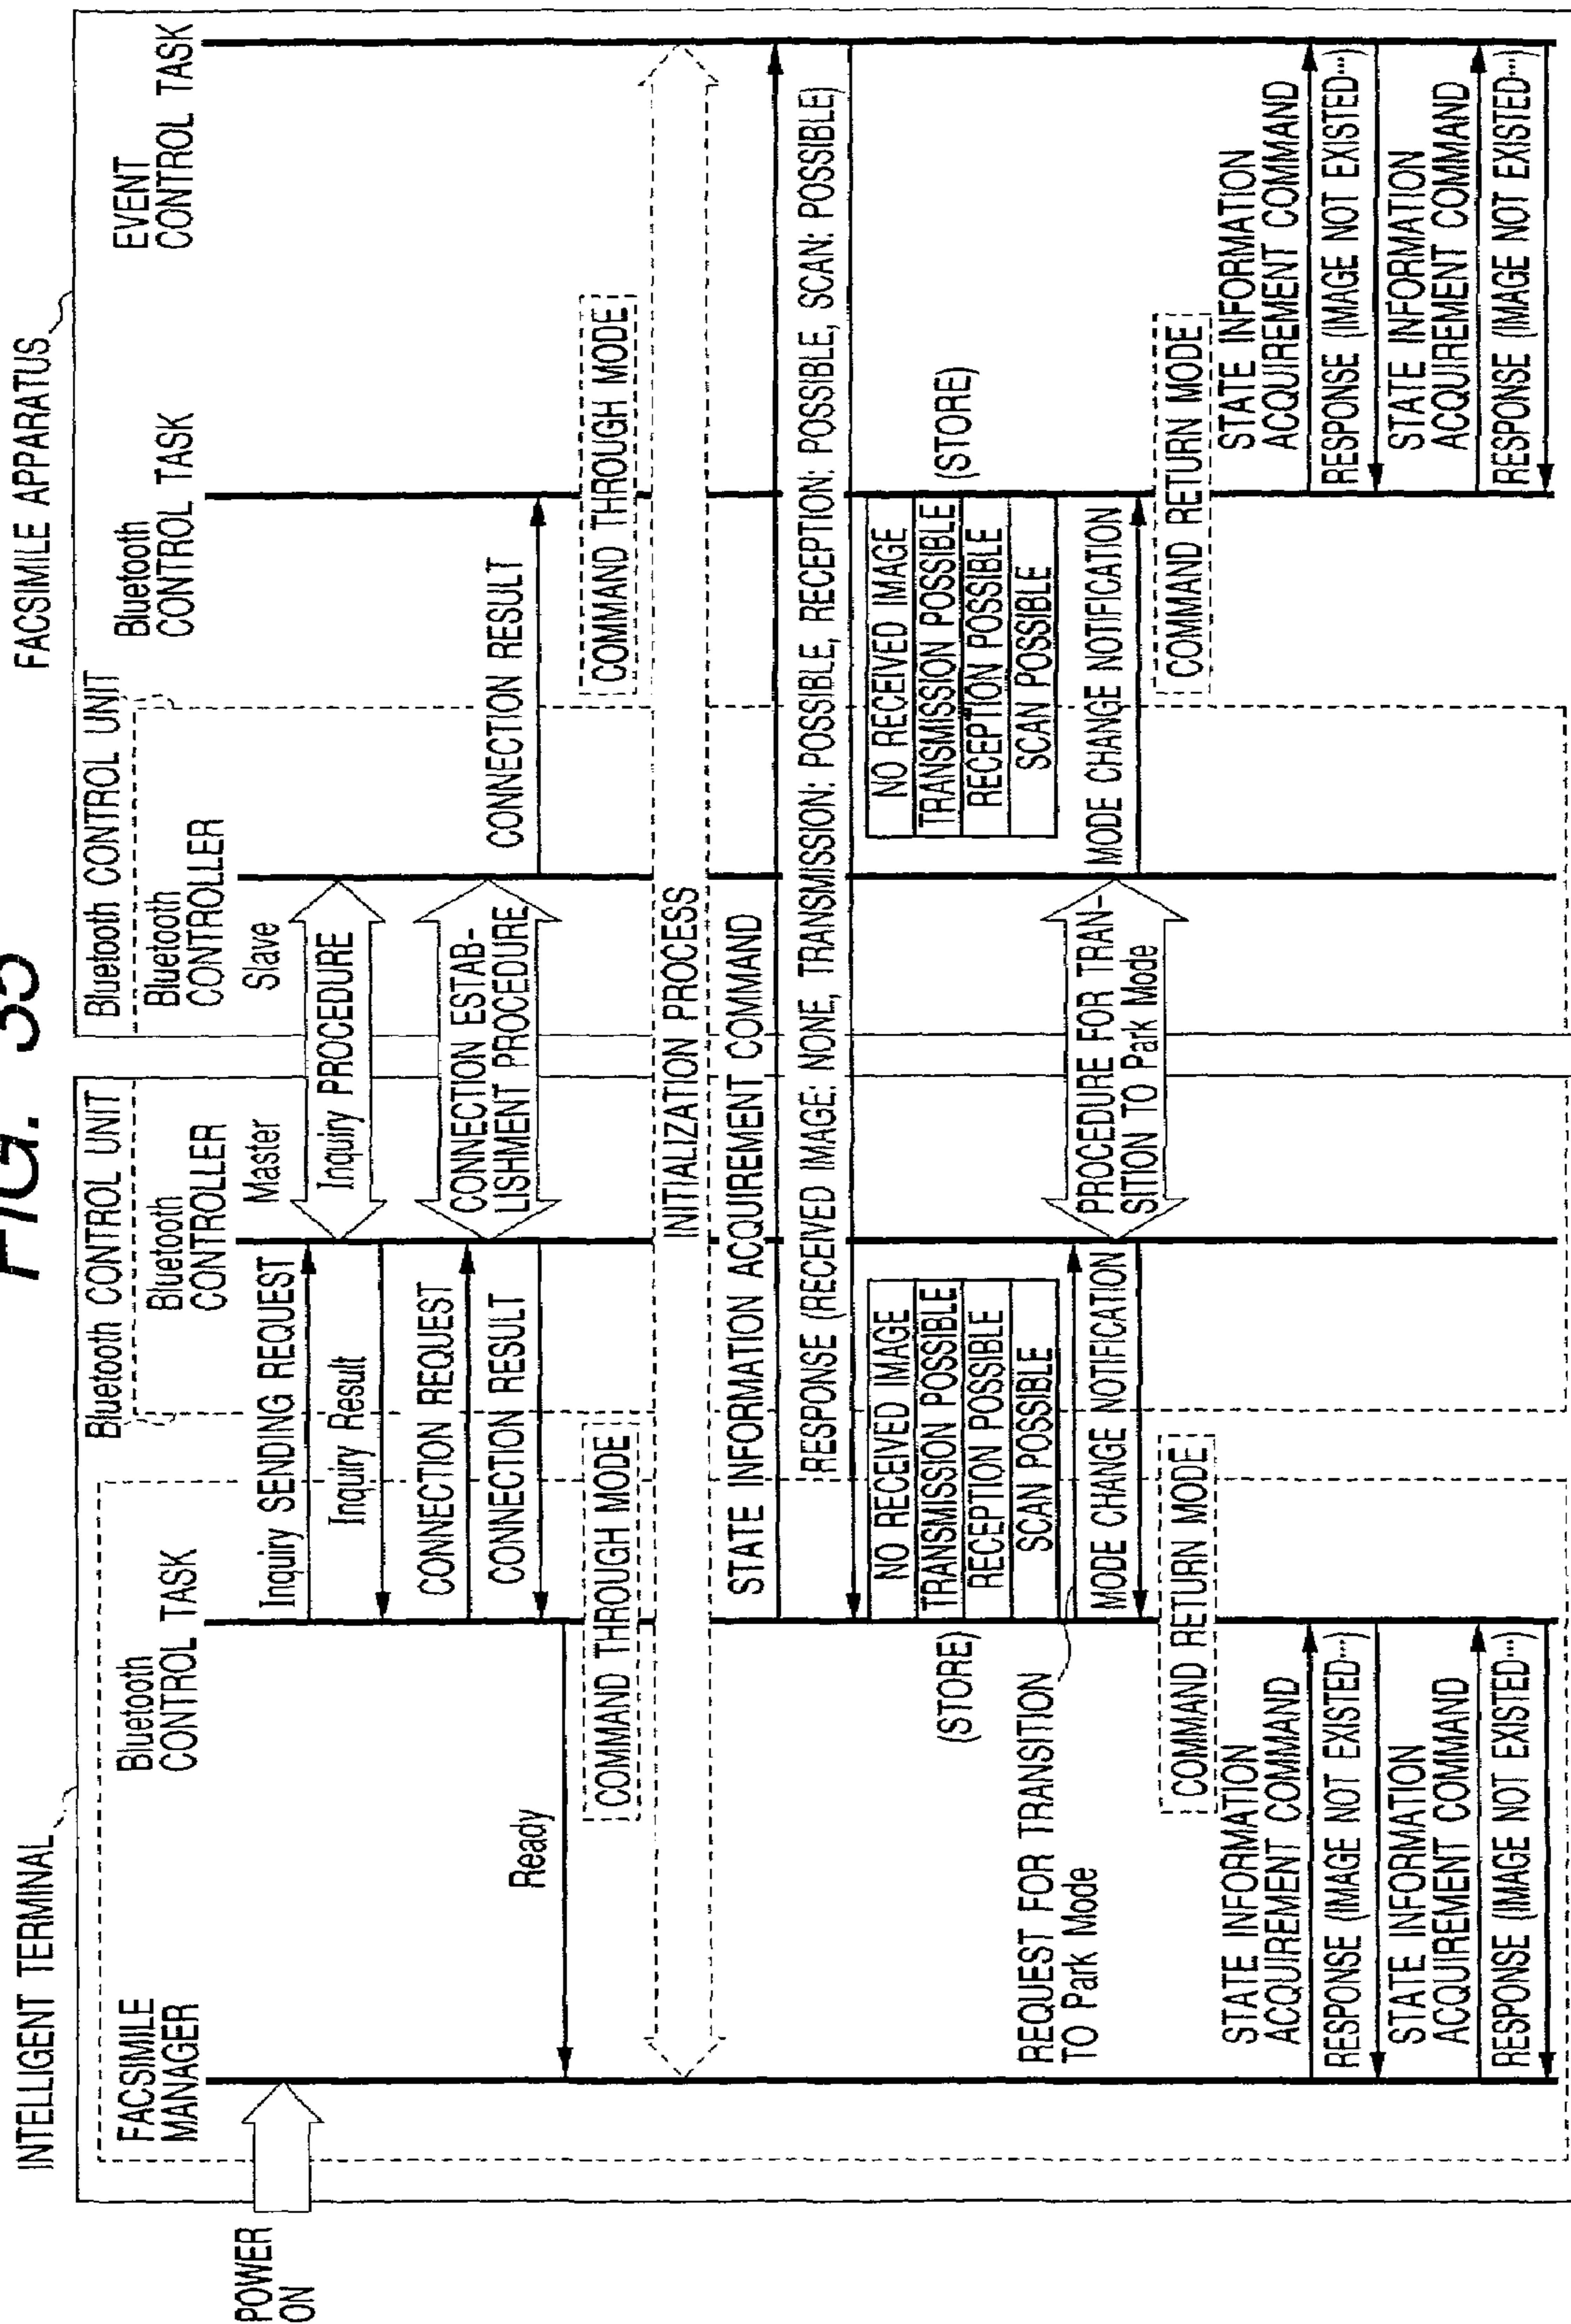 FIG. 35
INTELLIGENT TERMINAL
FACSIMILE APPARATUS
Bluetooth CONTROL UNIT
Bluetooth CONTROL UNIT
POWER
ON
FACSIMILE
MANAGER
Bluetooth
CONTROL TASK
Bluetooth
CONTROLLER
Master
Bluetooth
CONTROLLER
Slave
Bluetooth
CONTROL TASK
EVENT
CONTROL TASK
Inquiry SENDING REQUEST
Inquiry PROCEDURE
Inquiry Result
CONNECTION REQUEST
CONNECTION ESTAB-
LISHMENT PROCEDURE
CONNECTION RESULT
CONNECTION RESULT
Ready
COMMAND THROUGH MODE
COMMAND THROUGH MODE
INITIALIZATION PROCESS
STATE INFORMATION ACQUIREMENT COMMAND
RESPONSE (RECEIVED IMAGE: NONE, TRANSMISSION: POSSIBLE, RECEPTION: POSSIBLE, SCAN: POSSIBLE)
(STORE)
NO RECEIVED IMAGE
TRANSMISSION POSSIBLE
RECEPTION POSSIBLE
SCAN POSSIBLE
NO RECEIVED IMAGE
TRANSMISSION POSSIBLE
RECEPTION POSSIBLE
SCAN POSSIBLE
(STORE)
REQUEST FOR TRANSITION
TO Park Mode
PROCEDURE FOR TRAN-
SITION TO Park Mode
MODE CHANGE NOTIFICATION
MODE CHANGE NOTIFICATION
COMMAND RETURN MODE
COMMAND RETURN MODE
STATE INFORMATION
ACQUIREMENT COMMAND
RESPONSE (IMAGE NOT EXISTED···)
STATE INFORMATION
ACQUIREMENT COMMAND
RESPONSE (IMAGE NOT EXISTED···)
STATE INFORMATION
ACQUIREMENT COMMAND
RESPONSE (IMAGE NOT EXISTED···)
STATE INFORMATION
ACQUIREMENT COMMAND
RESPONSE (IMAGE NOT EXISTED···)